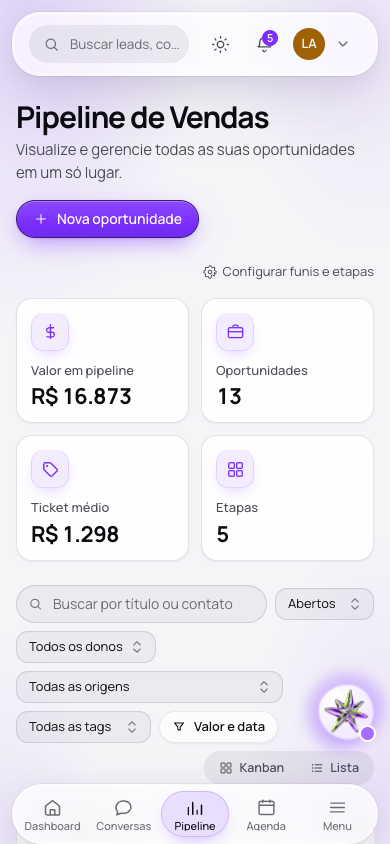 Buscar leads, co...
5
LA
Pipeline de Vendas
Visualize e gerencie todas as suas oportunidades
em um só lugar.
Nova oportunidade
Configurar funis e etapas
Valor em pipeline
R$ 16.873
Oportunidades
13
Ticket médio
R$ 1.298
Etapas
5
Buscar por título ou contato
Abertos
Todos os donos
Todas as origens
Todas as tags
Valor e data
Kanban
Lista
Dashboard
Conversas
Pipeline
Agenda
Menu